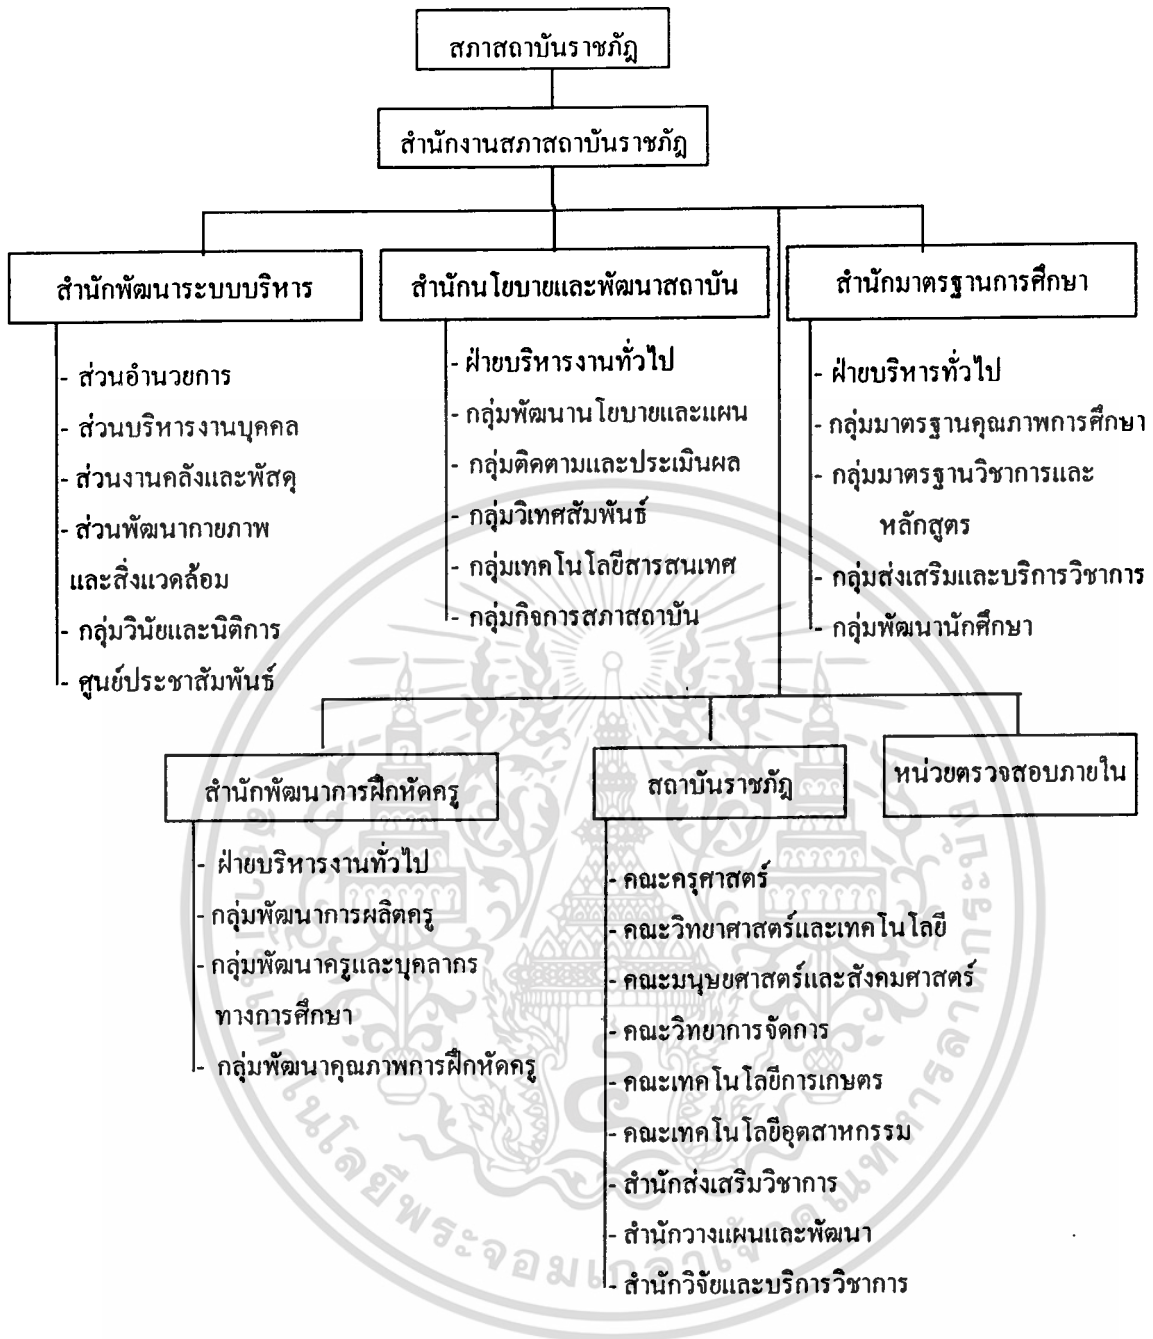 สภาสถาบันราชภัฎ
สำนักงานสภาสถาบันราชภัฎ
สำนักพัฒนาระบบบริหาร
- ส่วนอำนวยการ
- ส่วนบริหารงานบุคคล
- ส่วนงานคลังและพัสดุ
- ส่วนพัฒนากายภาพ
และสิ่งแวดล้อม
- กลุ่มวินัยและนิติการ
- ศูนย์ประชาสัมพันธ์
สำนักนโยบายและพัฒนาสถาบัน
- ฝ่ายบริหารงานทั่วไป
- กลุ่มพัฒนานโยบายและแผน
- กลุ่มติดตามและประเมินผล
- กลุ่มวิเทศสัมพันธ์
- กลุ่มเทคโนโลยีสารสนเทศ
- กลุ่มกิจการสภาสถาบัน
สำนักมาตรฐานการศึกษา
- ฝ่ายบริหารทั่วไป
- กลุ่มมาตรฐานคุณภาพการศึกษา
- กลุ่มมาตรฐานวิชาการและ
หลักสูตร
- กลุ่มส่งเสริมและบริการวิชาการ
- กลุ่มพัฒนานักศึกษา
สำนักพัฒนาการฝึกหัดครู
- ฝ่ายบริหารงานทั่วไป
- กลุ่มพัฒนาการผลิตครู
- กลุ่มพัฒนาครูและบุคลากร
ทางการศึกษา
- กลุ่มพัฒนาคุณภาพการฝึกหัดครู
สถาบันราชภัฎ
- คณะครุศาสตร์
- คณะวิทยาศาสตร์และเทคโนโลยี
- คณะมนุษยศาสตร์และสังคมศาสตร์
- คณะวิทยาการจัดการ
- คณะเทคโนโลยีการเกษตร
- คณะเทคโนโลยีอุตสาหกรรม
- สำนักส่งเสริมวิชาการ
- สำนักวางแผนและพัฒนา
- สำนักวิจัยและบริการวิชาการ
หน่วยตรวจสอบภายใน